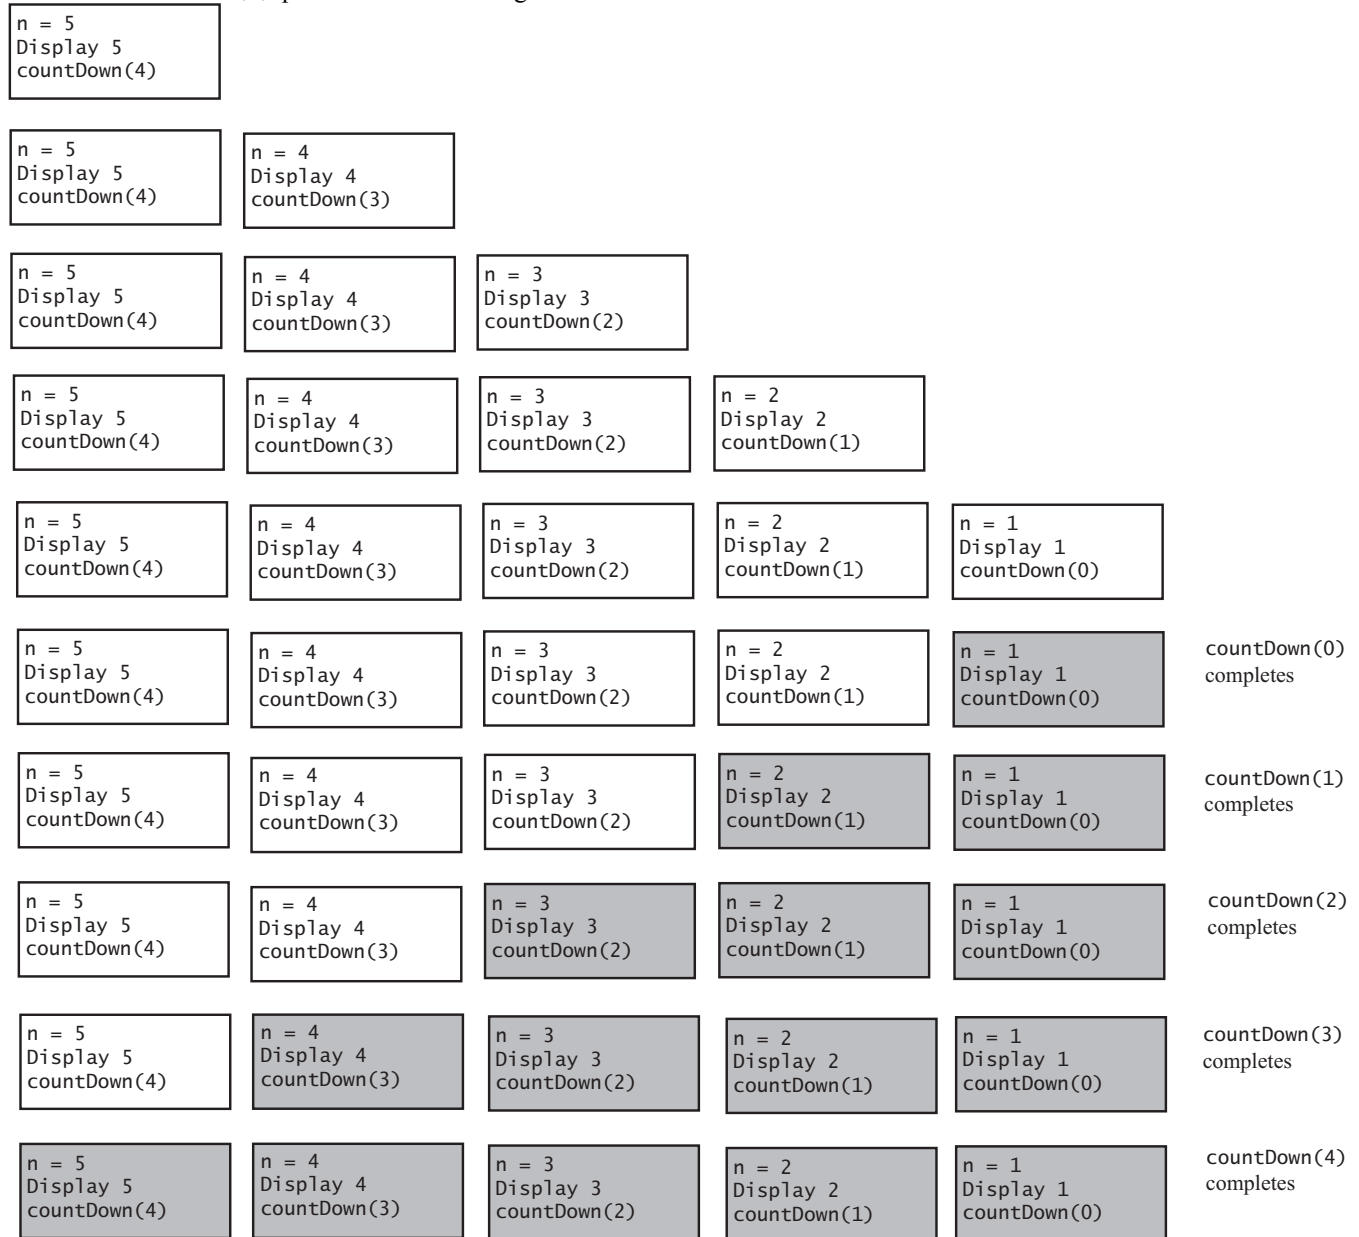 n = 5
Display 5
countDown(4)
n = 5
Display 5
countDown(4)
n = 4
Display 4
countDown(3)
n = 5
Display 5
countDown(4)
n = 4
Display 4
countDown(3)
n = 3
Display 3
countDown(2)
n = 5
Display 5
countDown(4)
n = 4
Display 4
countDown(3)
n = 3
Display 3
countDown(2)
n = 2
Display 2
countDown(1)
n = 5
Display 5
countDown(4)
n = 4
Display 4
countDown(3)
n = 3
Display 3
countDown(2)
n = 2
Display 2
countDown(1)
n = 1
Display 1
countDown(0)
n = 5
Display 5
countDown(4)
n = 4
Display 4
countDown(3)
n = 3
Display 3
countDown(2)
n = 2
Display 2
countDown(1)
n = 1
Display 1
countDown(0)
countDown(0)
completes
n = 5
Display 5
countDown(4)
n = 4
Display 4
countDown(3)
n = 3
Display 3
countDown(2)
n = 2
Display 2
countDown(1)
n = 1
Display 1
countDown(0)
countDown(1)
completes
n = 5
Display 5
countDown(4)
n = 4
Display 4
countDown(3)
n = 3
Display 3
countDown(2)
n = 2
Display 2
countDown(1)
n = 1
Display 1
countDown(0)
countDown(2)
completes
n = 5
Display 5
countDown(4)
n = 4
Display 4
countDown(3)
n = 3
Display 3
countDown(2)
n = 2
Display 2
countDown(1)
n = 1
Display 1
countDown(0)
countDown(3)
completes
n = 5
Display 5
countDown(4)
n = 4
Display 4
countDown(3)
n = 3
Display 3
countDown(2)
n = 2
Display 2
countDown(1)
n = 1
Display 1
countDown(0)
countDown(4)
completes